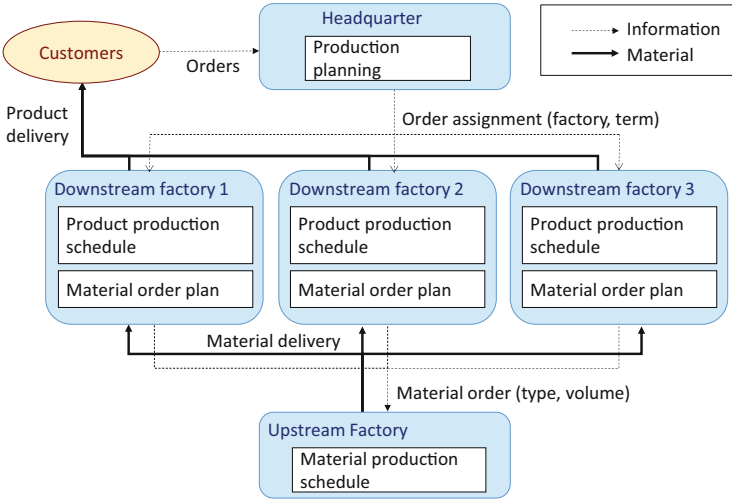 Headquarter
Information
Customers
Production
planning
Orders
Material
Product
delivery
Order assignment (factory, term)
Downstream factory 1
Downstream factory 2
Downstream factory 3
Product production
schedule
Product production
schedule
Product production
schedule
Material order plan
Material order plan
Material order plan
Material delivery
Material order (type, volume)
Upstream Factory
Material production
schedule